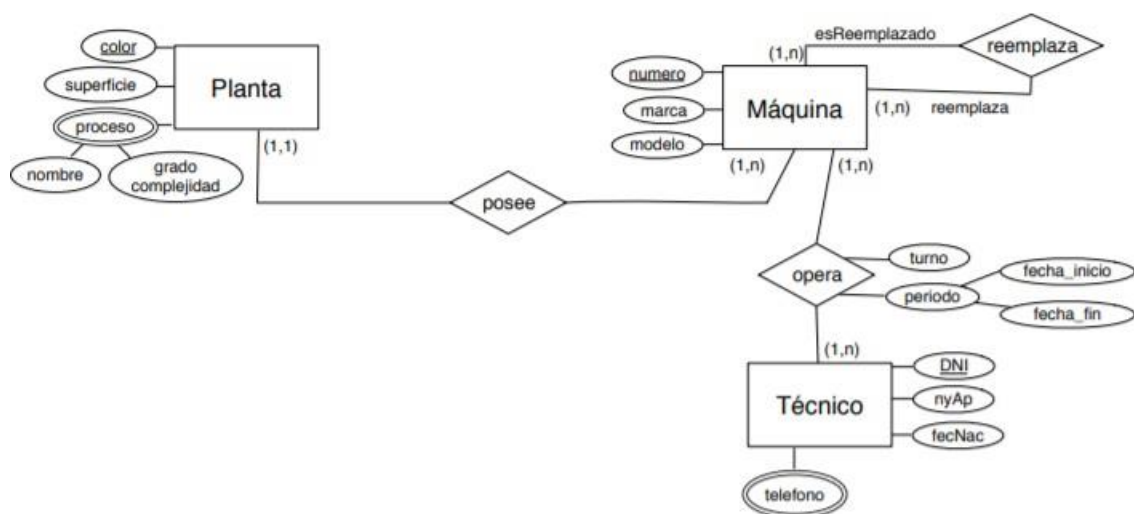 color
superficie
Planta
proceso
nombre
grado
complejidad
(1,1)
posee
esReemplazado
reemplaza
(1,n)
numero
marca
modelo
Máquina
(1,n)
reemplaza
(1,n)
(1,n)
opera
turno
periodo
fecha_inicio
fecha_fin
(1,n)
Técnico
DNI
nyAp
fecNac
telefono